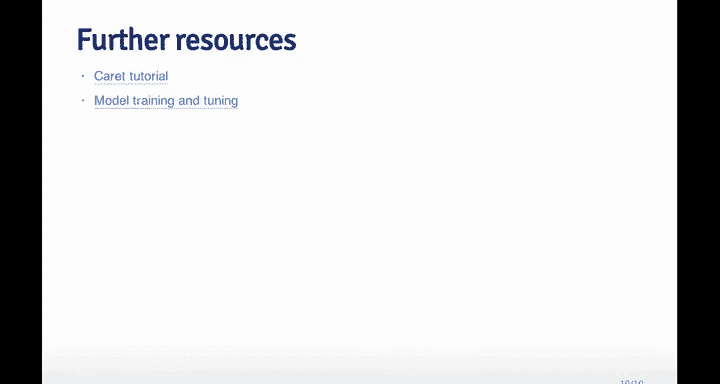 Further resources
Caret tutorial
Model training and tuning